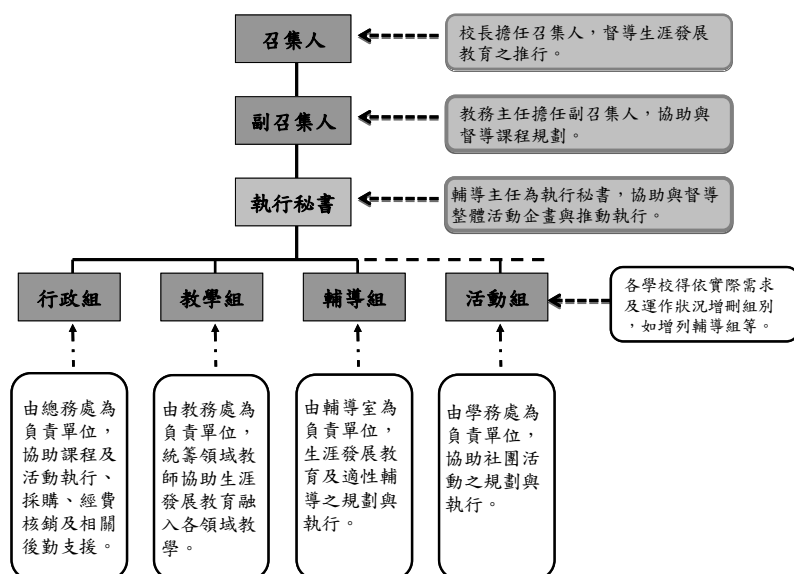 召集人
校長擔任召集人，督導生涯發展
教育之推行。
副召集人
教務主任擔任副召集人，協助與
督導課程規劃。
執行秘書
輔導主任為執行秘書，協助與督導
整體活動企畫與推動執行。
行政組
教學組
輔導組
活動組
各學校得依實際需求
及運作狀況增刪組別
，如增列輔導組等。
由總務處為
負責單位，
協助課程及
活動執行、
採購、經費
核銷及相關
後勤支援。
由教務處為
負責單位，
統籌領域教
師協助生涯
發展教育融
入各領域教
學。
由輔導室為
負責單位，
生涯發展教
育及適性輔
導之規劃與
執行。
由學務處為
負責單位，
協助社團活
動之規劃與
執行。